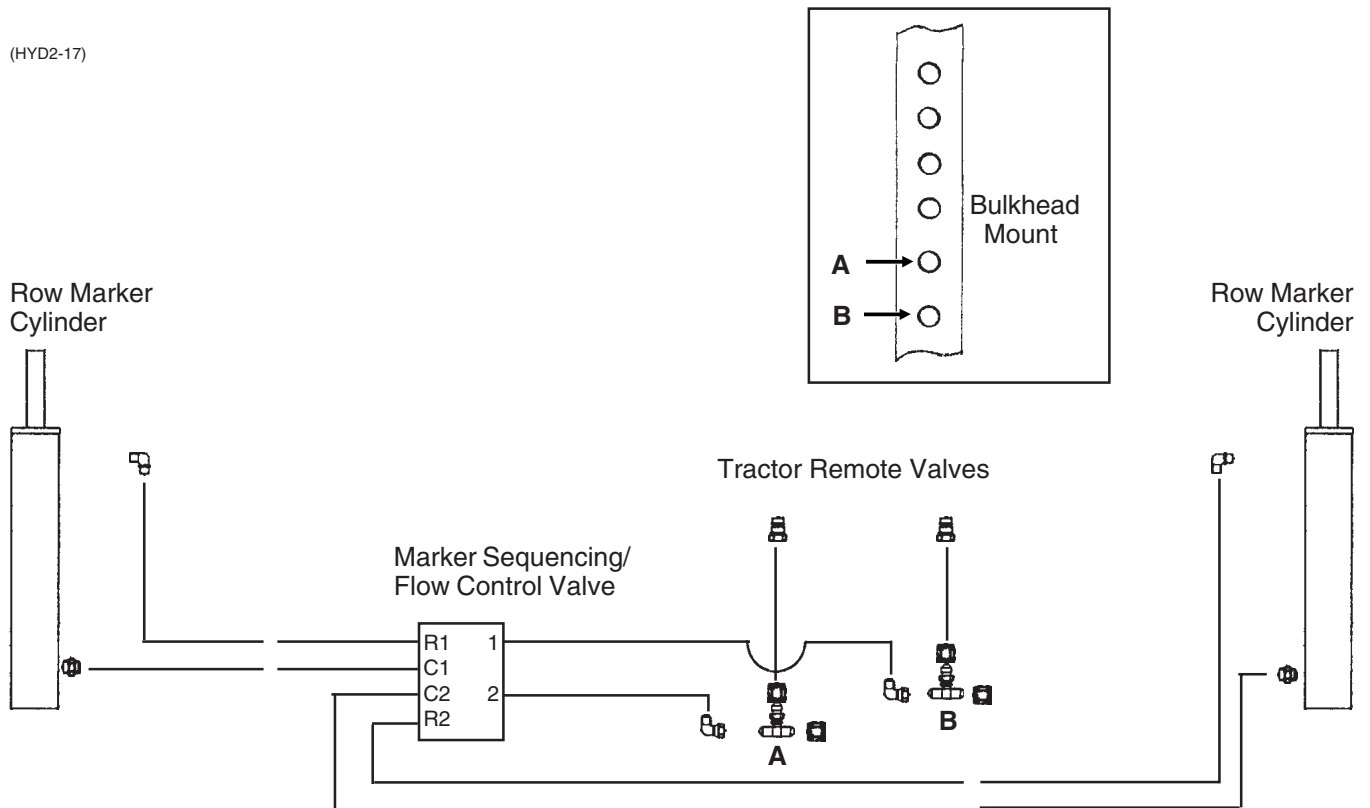 (HYD2-17)
Bulkhead
Mount
A
B
Row Marker
Cylinder
Row Marker
Cylinder
Tractor Remote Valves
Marker Sequencing/
Flow Control Valve
R1 1
C1
C2 2
R2
B
A